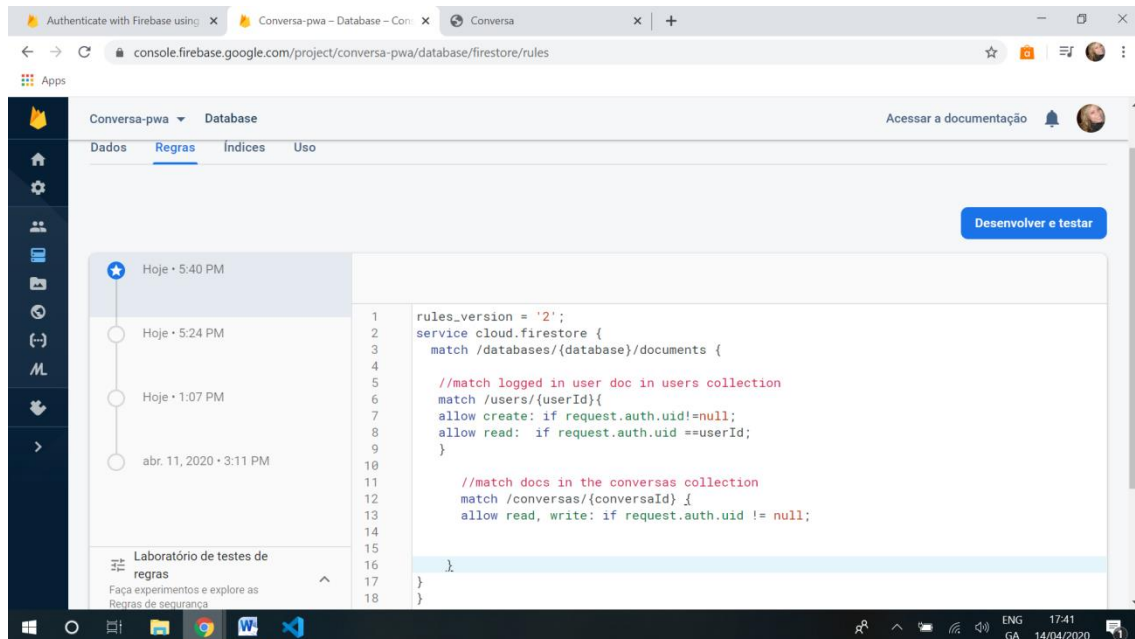 Authenticate with Firebase using
Conversa-pwa – Database – Con
Conversa
console.firebase.google.com/project/conversa-pwa/database/firestore/rules
Apps
Conversa-pwa
Database
Acessar a documentação
Dados
Regras
Índices
Uso
Desenvolver e testar
Hoje • 5:40 PM
Hoje • 5:24 PM
Hoje • 1:07 PM
abr. 11, 2020 • 3:11 PM
Laboratório de testes de
regras
Faça experimentos e explore as
Regras de segurança
1 rules_version = '2';
2 service cloud.firestore {
3 match /databases/{database}/documents {
4
5 //match logged in user doc in users collection
6 match /users/{userId}{
7 allow create: if request.auth.uid!=null;
8 allow read: if request.auth.uid ==userId;
9 }
10
11 //match docs in the conversas collection
12 match /conversas/{conversaId} {
13 allow read, write: if request.auth.uid != null;
14
15
16 }
17 }
18 }
ENG
GA
17:41
14/04/2020